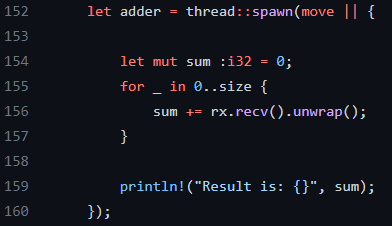 154 let adder = thread::spawn(move || {
153
154 let mut sum :i32 = 0;
155 for _ in 0..size {
156 sum += rx.recv().unwrap();
157 }
158
159 println!("Result is: {}", sum);
160 });